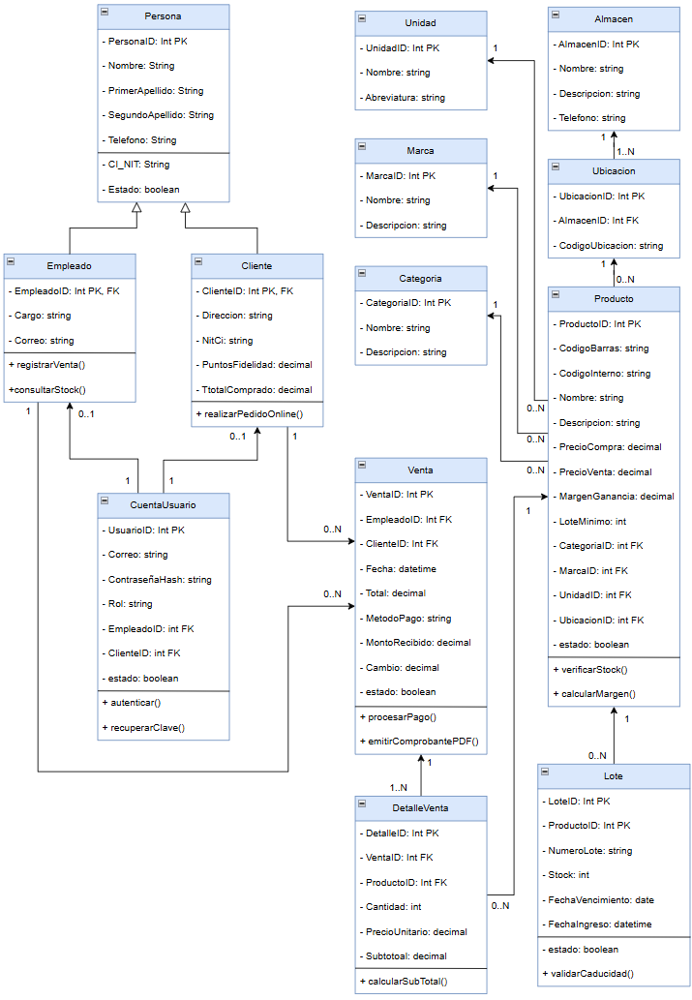 Persona
- PersonaID: Int PK
- Nombre: String
- PrimerApellido: String
- SegundoApellido: String
- Telefono: String
- CI_NIT: String
- Estado: boolean
Unidad
- UnidadID: Int PK
- Nombre: string
- Abreviatura: string
1
Almacen
- AlmacenID: Int PK
- Nombre: string
- Descripcion: string
- Telefono: string
1
1..N
Marca
- MarcaID: Int PK
- Nombre: string
- Descripcion: string
1
Ubicacion
- UbicacionID: Int PK
- AlmacenID: Int FK
- CodigoUbicacion: string
1
0..N
Empleado
- EmpleadoID: Int PK, FK
- Cargo: string
- Correo: string
+ registrarVenta()
+consultarStock()
1
0..1
Cliente
- ClienteID: Int PK, FK
- Direccion: string
- NitCi: string
- PuntosFidelidad: decimal
- TtotalComprado: decimal
+ realizarPedidoOnline()
0..1
1
Categoria
- CategoriaID: Int PK
- Nombre: string
- Descripcion: string
1
Producto
- ProductoID: Int PK
- CodigoBarras: string
- CodigoInterno: string
- Nombre: string
- Descripcion: string
- PrecioCompra: decimal
- PrecioVenta: decimal
- MargenGanancia: decimal
- LoteMinimo: int
- CategoriaID: int FK
- MarcaID: int FK
- UnidadID: int FK
- UbicacionID: int FK
- estado: boolean
+ verificarStock()
+ calcularMargen()
0..N
0..N
0..N
1
1
0..N
1
1
CuentaUsuario
- UsuarioID: Int PK
- Correo: string
- ContraseñaHash: string
- Rol: string
- EmpleadoID: int FK
- ClienteID: int FK
- estado: boolean
+ autenticar()
+ recuperarClave()
0..N
0..N
Venta
- VentaID: Int PK
- EmpleadoID: Int FK
- ClienteID: Int FK
- Fecha: datetime
- Total: decimal
- MetodoPago: string
- MontoRecibido: decimal
- Cambio: decimal
- estado: boolean
+ procesarPago()
+ emitirComprobantePDF()
1
1..N
DetalleVenta
- DetalleID: Int PK
- VentaID: Int FK
- ProductoID: Int FK
- Cantidad: int
- PrecioUnitario: decimal
- Subtotoal: decimal
+ calcularSubTotal()
0..N
Lote
- LoteID: Int PK
- ProductoID: Int PK
- NumeroLote: string
- Stock: int
- FechaVencimiento: date
- FechaIngreso: datetime
- estado: boolean
+ validarCaducidad()